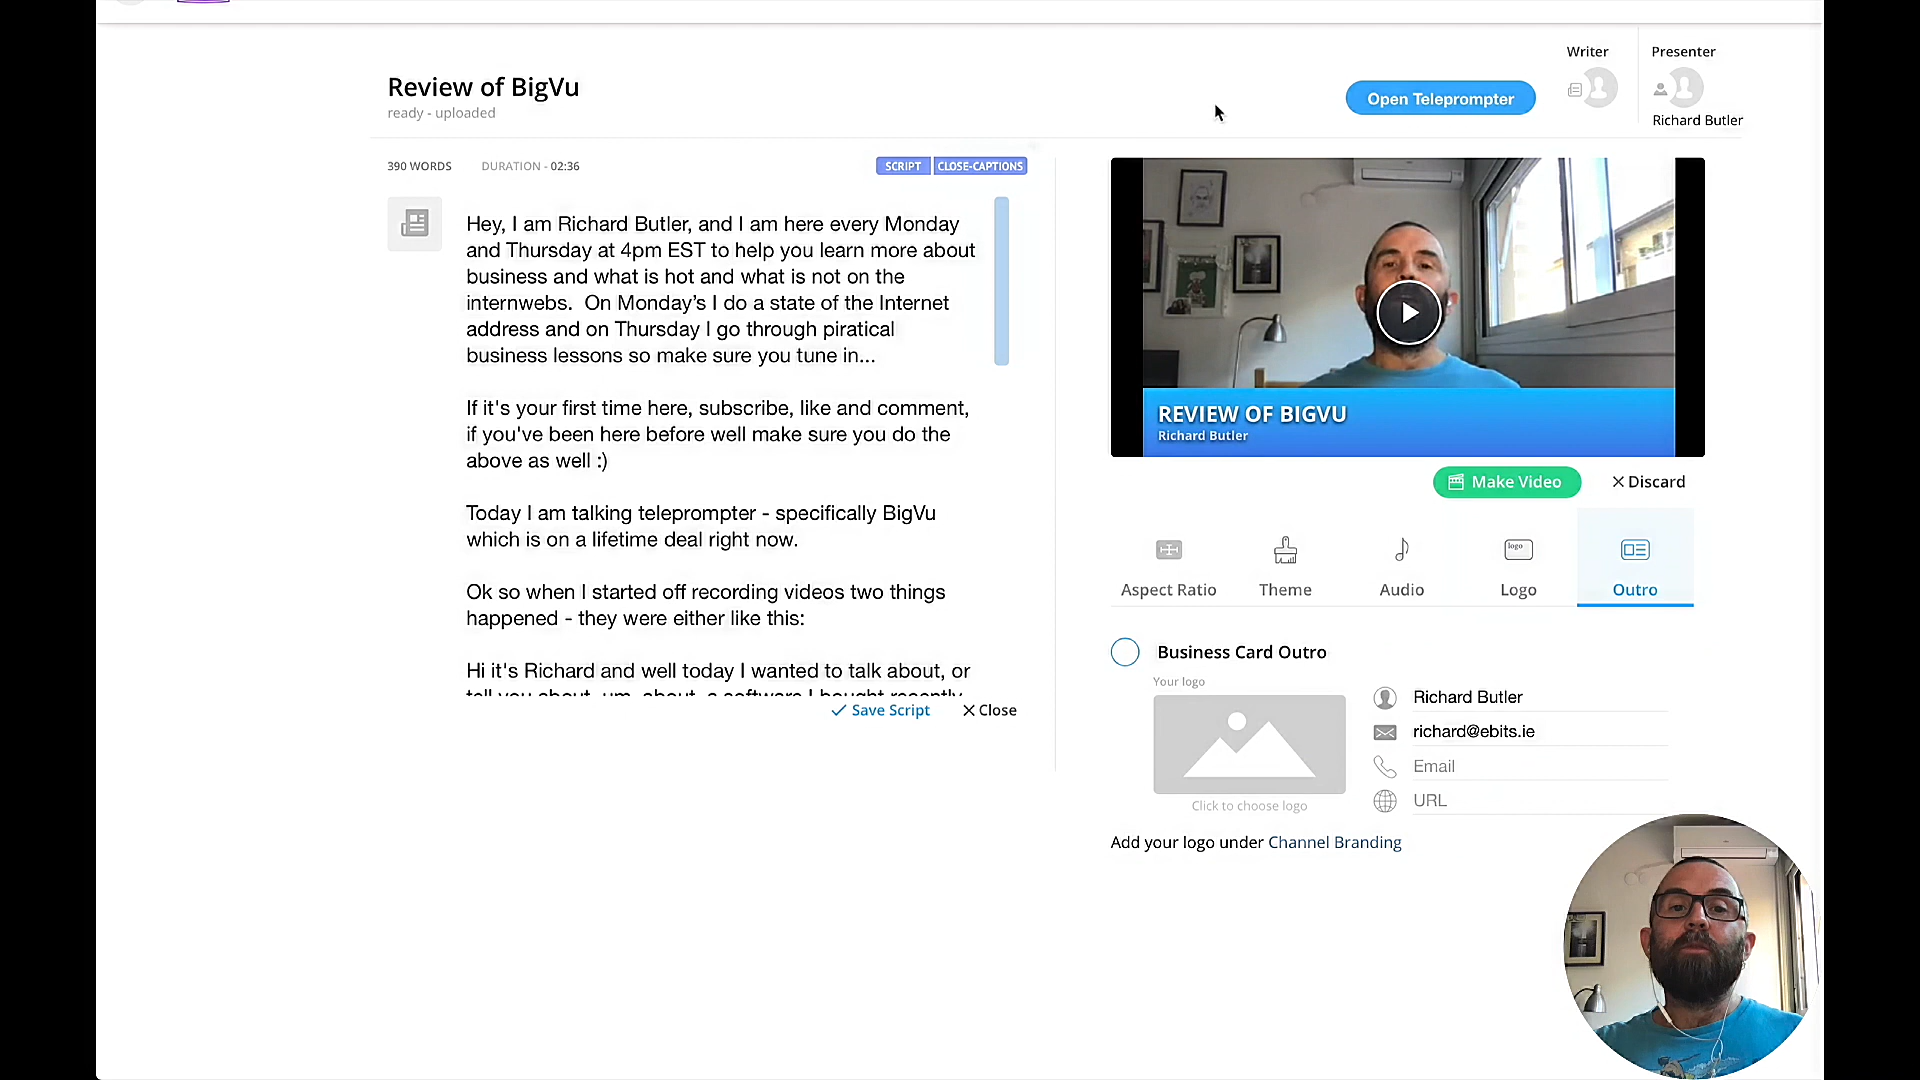 Review of BigVu
ready - uploaded
Open Teleprompter
Writer
Presenter
Richard Butler
390 WORDS
DURATION - 02:36
SCRIPT
CLOSE-CAPTIONS
Hey, I am Richard Butler, and I am here every Monday
and Thursday at 4pm EST to help you learn more about
business and what is hot and what is not on the
internwebs.  On Monday's I do a state of the Internet
address and on Thursday I go through piratical
business lessons so make sure you tune in...
If it's your first time here, subscribe, like and comment,
if you've been here before well make sure you do the
above as well :)
Today I am talking teleprompter - specifically BigVu
which is on a lifetime deal right now.
Ok so when I started off recording videos two things
happened - they were either like this:
Hi it's Richard and well today I wanted to talk about, or
tell you about, um, about, a software I bought recently
Save Script
Close
REVIEW OF BIGVU
Richard Butler
Make Video
Discard
Aspect Ratio
Theme
Audio
logo
Logo
Outro
Business Card Outro
Your logo
Click to choose logo
Richard Butler
richard@ebits.ie
Email
URL
Add your logo under Channel Branding